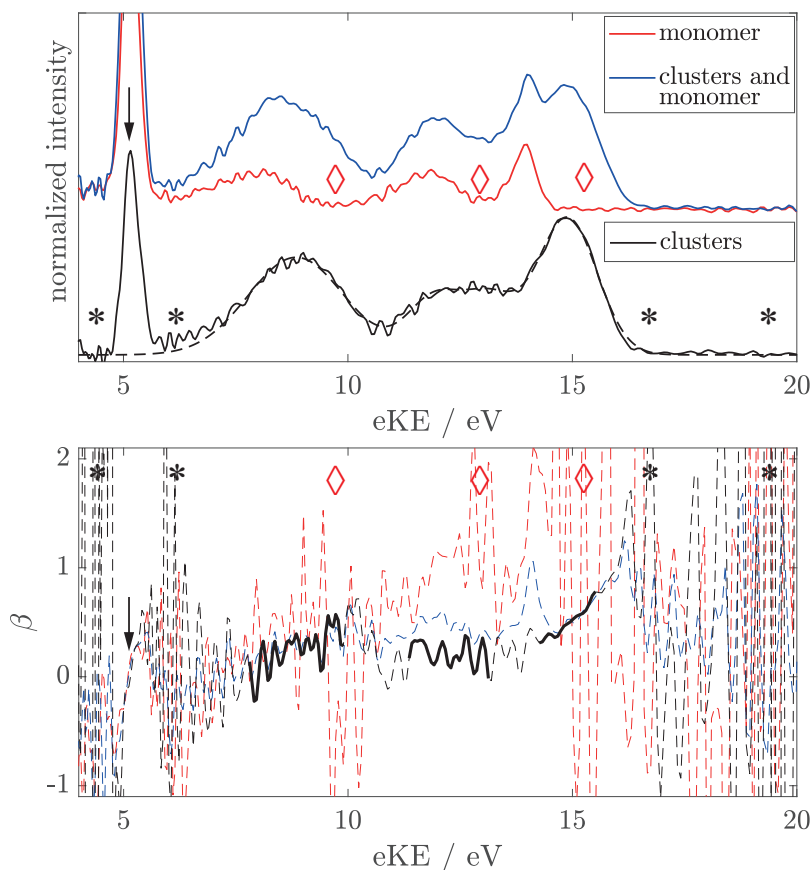 normalized intensity
monomer
clusters and
monomer
clusters
* * * *
5 10 15 20
eKE / eV
β
2
1
0
-1
* * * *
5 10 15 20
eKE / eV